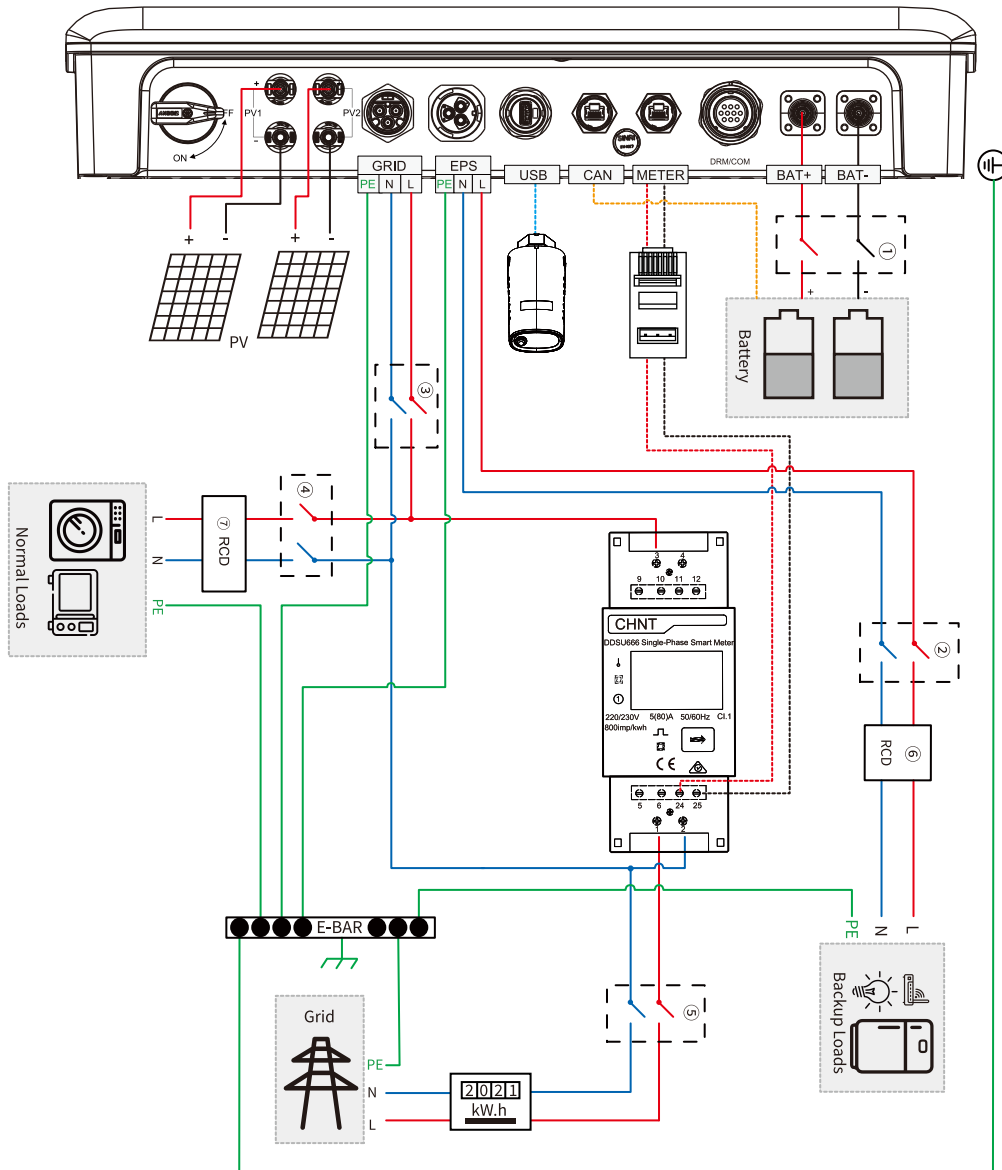 +
PV1
-
PV2
FF
ON
GRID
EPS
PE
N
L
PE
N
L
USB
CAN
METER
DRM/COM
BAT+
BAT-
+
-
+
-
PV
①
+
-
Battery
③
④
⑦ RCD
L
N
PE
Normal Loads
3
4
9
10
11
12
CHNT
DDSU666 Single-Phase Smart Meter
①
220/230V
5(80)A
50/60Hz
Cl.1
800imp/kwh
CE
5
6
24
25
1
2
②
⑥
RCD
PE
N
L
Backup Loads
E-BAR
⑤
Grid
PE
N
L
2021
kW.h